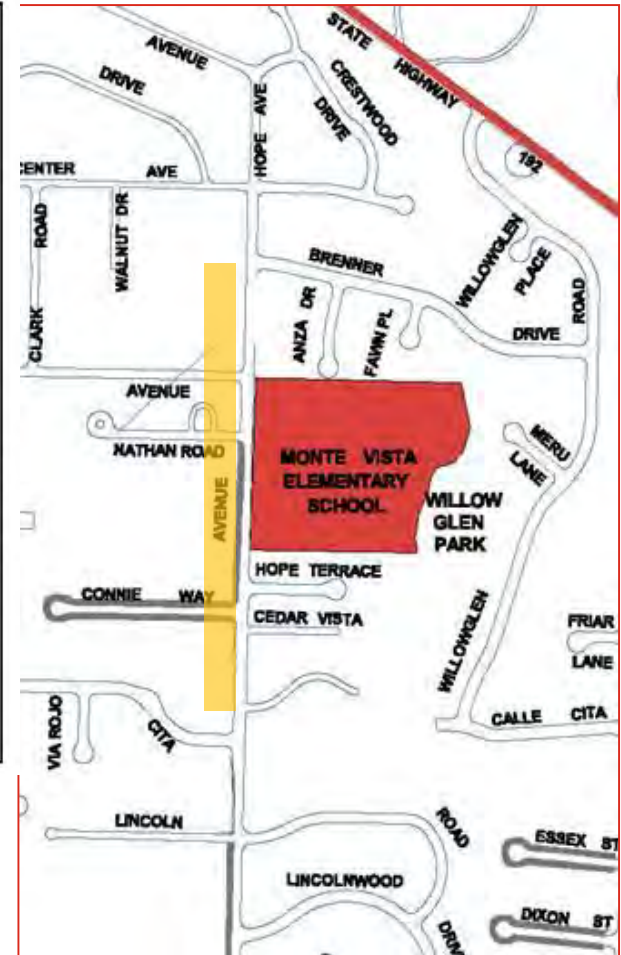 STATE
HIGHWAY
192
AVENUE
DRIVE
HOPE AVE
CRESTWOOD
DRIVE
CENTER AVE
ROAD
WALNUT DR
CLARK
BRENNER
DRIVE
WILLOWGLEN
PLACE
ROAD
ANZA DR
FAWN PL
AVENUE
NATHAN ROAD
AVENUE
MONTE VISTA
ELEMENTARY
SCHOOL
WILLOW
GLEN
PARK
MERU
LANE
HOPE TERRACE
CONNIE WAY
CEDAR VISTA
WILLOWGLEN
FRIAR
LANE
CALLE CITA
VIA ROJO
CITA
LINCOLN
ROAD
ESSEX ST
LINCOLNWOOD
DIXON ST